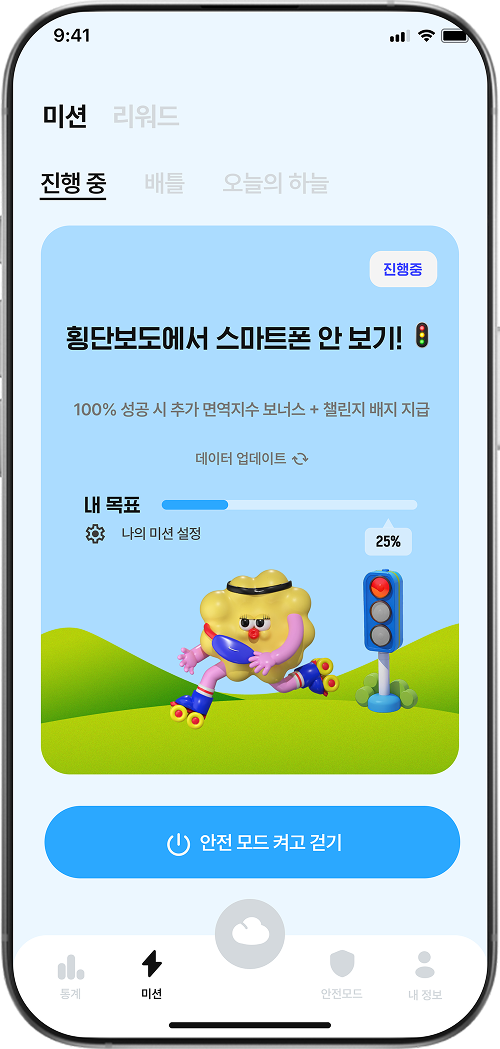 9:41
미션 리워드
진행 중 배틀 오늘의 하늘
진행중
횡단보도에서 스마트폰 안 보기!
100% 성공 시 추가 면역지수 보너스 + 챌린지 배지 지급
데이터 업데이트
내 목표
나의 미션 설정
25%
안전 모드 켜고 걷기
통계 미션 안전모드 내 정보